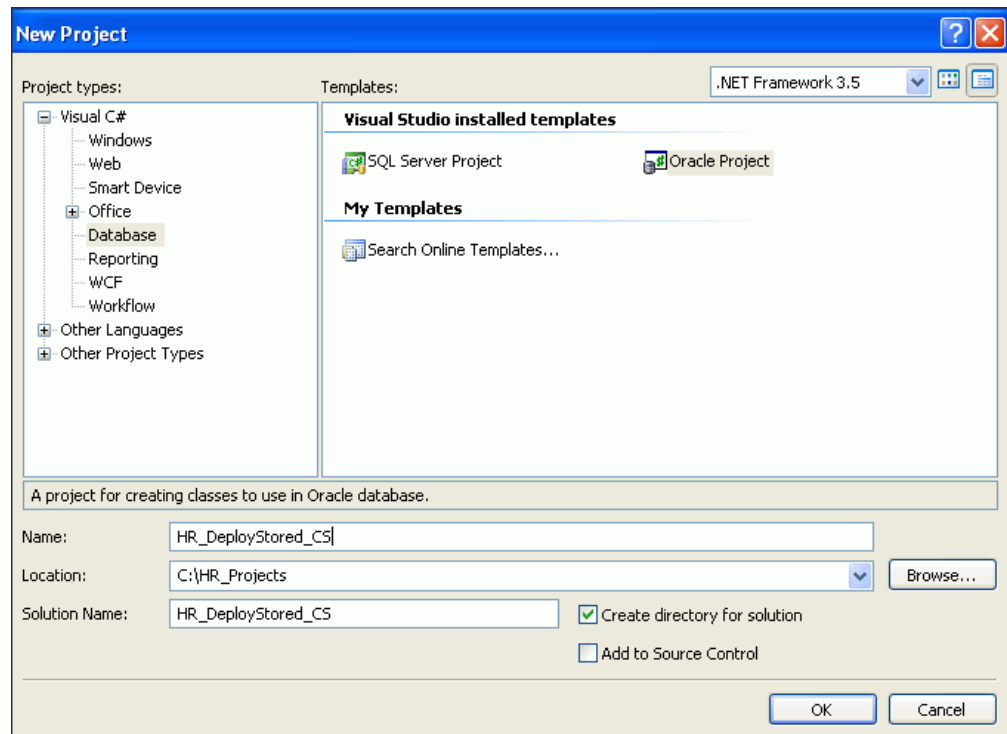 New Project
Project types:
Templates:
.NET Framework 3.5
Visual C#
Windows
Web
Smart Device
Office
Database
Reporting
WCF
Workflow
Other Languages
Other Project Types
Visual Studio installed templates
SQL Server Project
Oracle Project
My Templates
Search Online Templates...
A project for creating classes to use in Oracle database.
Name:
HR_DeployStored_CS
Location:
C:\HR_Projects
Browse...
Solution Name:
HR_DeployStored_CS
Create directory for solution
Add to Source Control
OK
Cancel